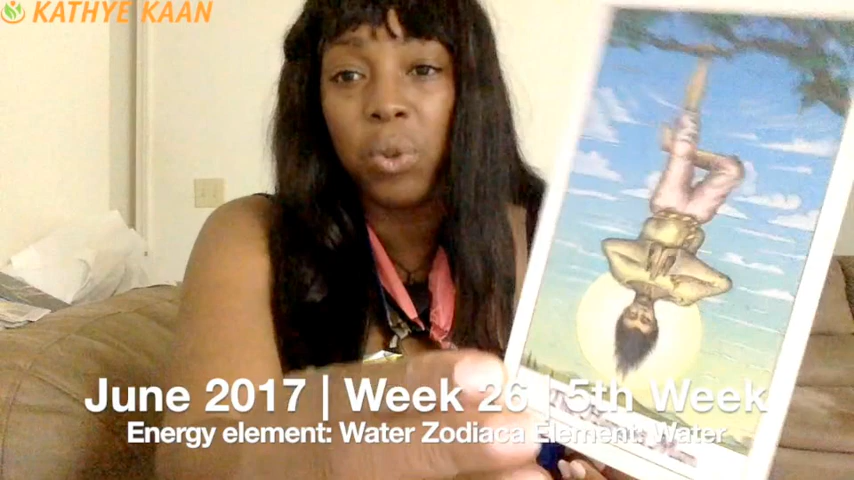 KATHYE KAAN
June 2017 | Week 26 | 5th Week
Energy element: Water Zodiaca Element: Water